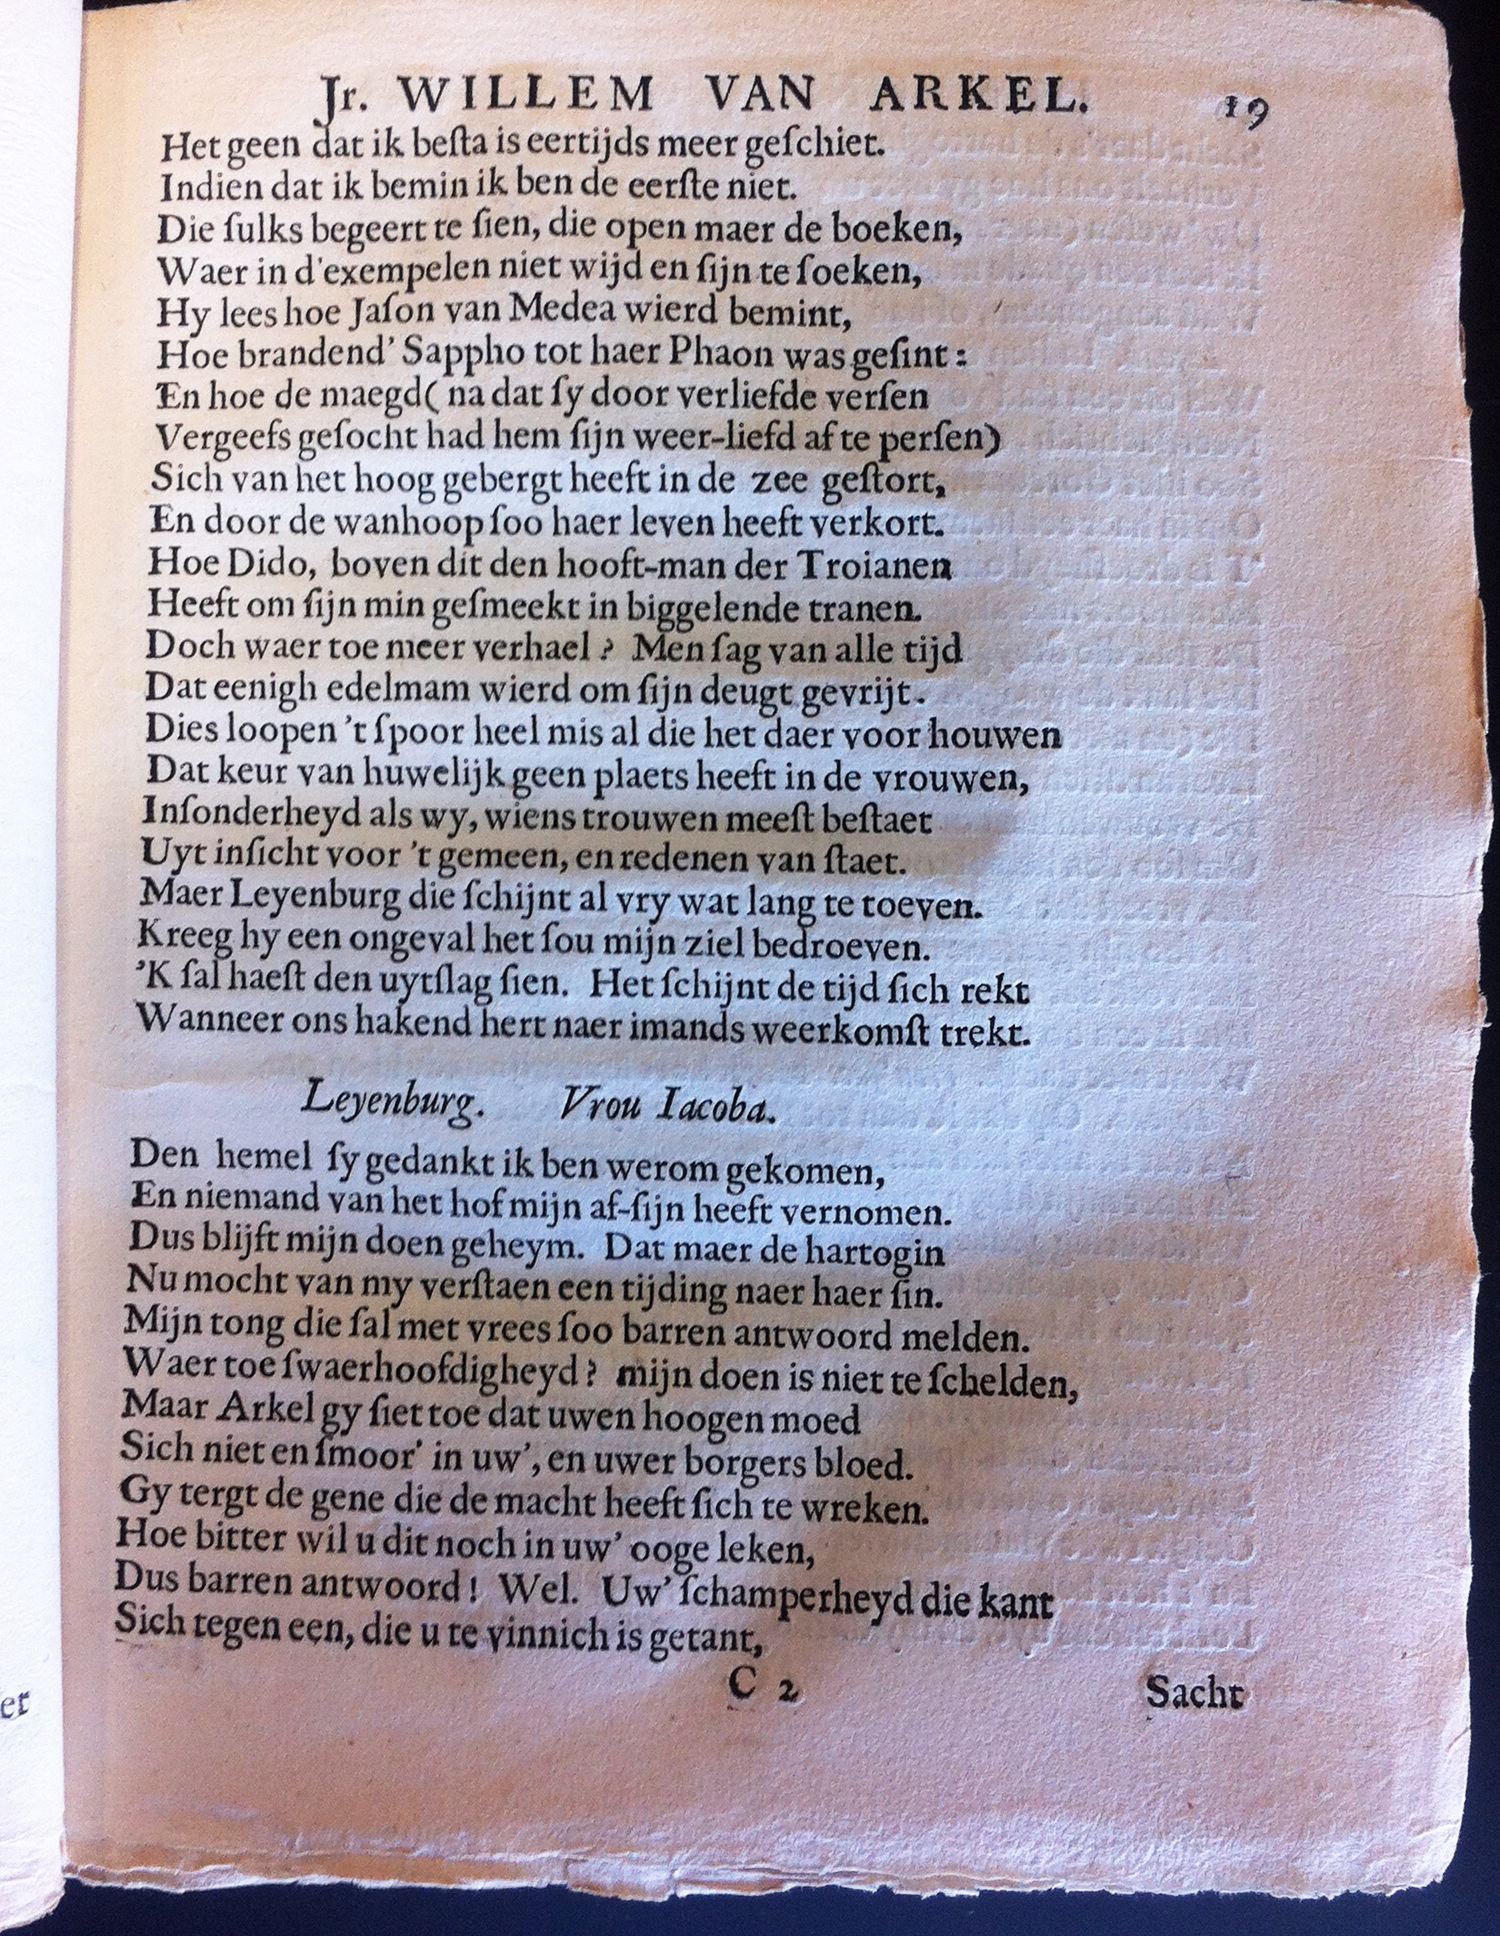 Jr. WILLEM VAN ARKEL. 19
Het geen dat ik beſta is eertijds meer geſchiet.
Indien dat ik bemin ik ben de eerſte niet.
Die ſulks begeert te ſien, die open maer de boeken,
Waer in d'exempelen niet wijd en ſijn te ſoeken,
Hy lees hoe Jaſon van Medea wierd bemint,
Hoe brandend' Sappho tot haer Phaon was geſint:
En hoe de maegd (na dat ſy door verliefde verſen
Vergeefs geſocht had hem ſijn weer-liefd af te perſen)
Sich van het hoog gebergt heeft in de zee geſtort,
En door de wanhoop ſoo haer leven heeft verkort.
Hoe Dido, boven dit den hooft-man der Troianen
Heeft om ſijn min geſmeekt in biggelende tranen.
Doch waer toe meer verhael? Men ſag van alle tijd
Dat eenigh edelmam wierd om ſijn deugt gevrijt.
Dies loopen 't ſpoor heel mis al die het daer voor houwen
Dat keur van huwelijk geen plaets heeft in de vrouwen,
Inſonderheyd als wy, wiens trouwen meeſt beſtaet
Uyt inſicht voor 't gemeen, en redenen van ſtaet.
Maer Leyenburg die ſchijnt al vry wat lang te toeven.
Kreeg hy een ongeval het ſou mijn ziel bedroeven.
'K ſal haeſt den uytſlag ſien. Het ſchijnt de tijd ſich rekt
Wanneer ons hakend hert naer imands weerkomſt trekt.
Leyenburg. Vrou Iacoba.
Den hemel ſy gedankt ik ben werom gekomen,
En niemand van het hof mijn af-ſijn heeft vernomen.
Dus blijft mijn doen geheym. Dat maer de hartogin
Nu mocht van my verſtaen een tijding naer haer ſin.
Mijn tong die ſal met vrees ſoo barren antwoord melden.
Waer toe ſwaerhoofdigheyd? mijn doen is niet te ſchelden,
Maar Arkel gy ſiet toe dat uwen hoogen moed
Sich niet en ſmoor' in uw', en uwer borgers bloed.
Gy tergt de gene die de macht heeft ſich te wreken.
Hoe bitter wil u dit noch in uw' ooge leken,
Dus barren antwoord! Wel. Uw' ſchamperheyd die kant
Sich tegen een, die u te vinnich is getant,
C 2 Sacht
et